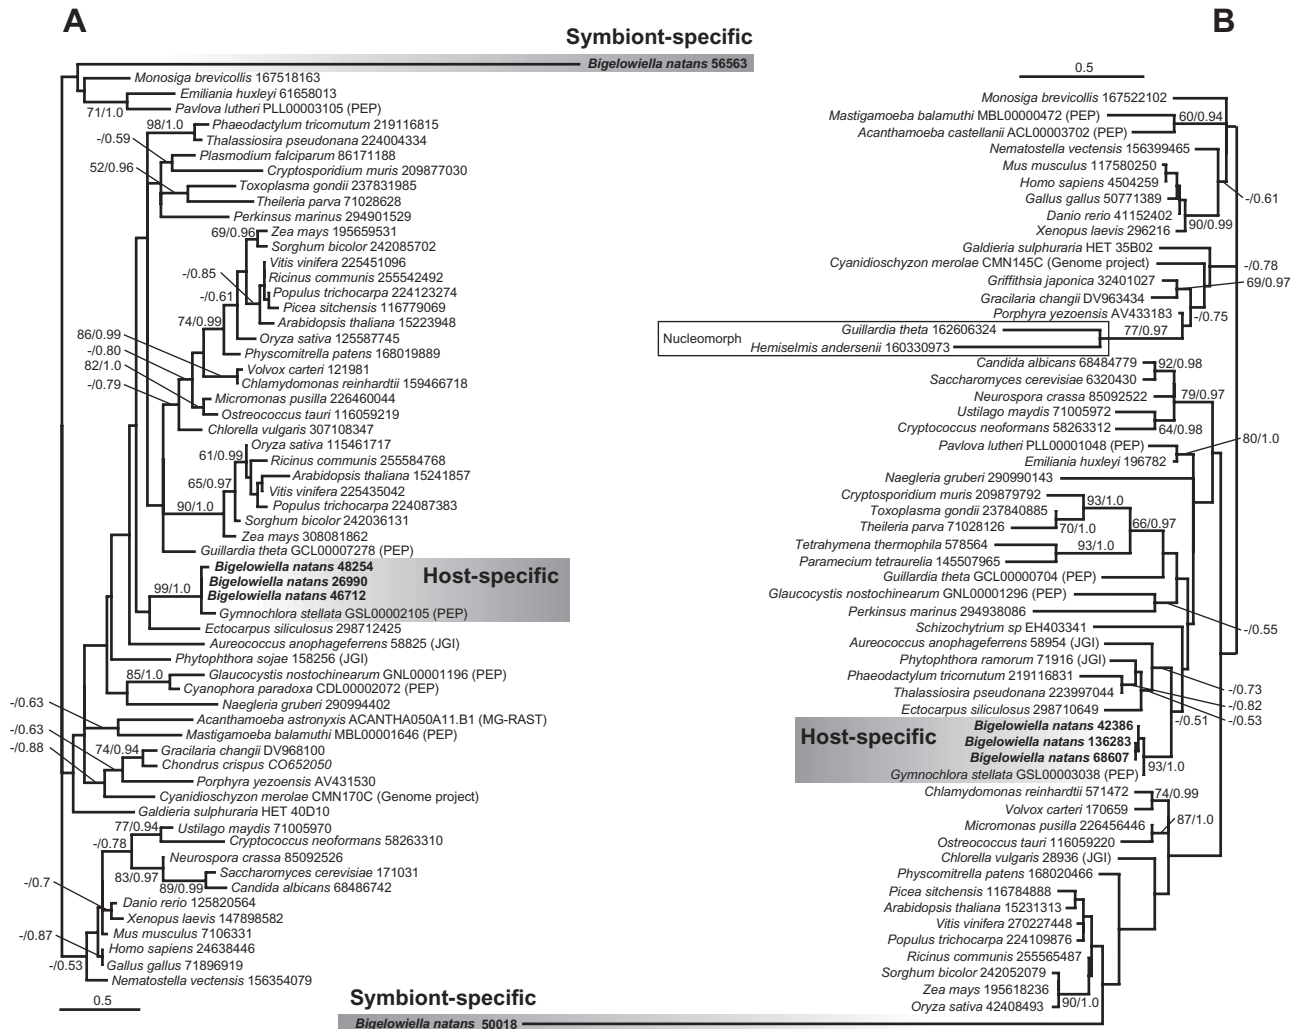 A
B
Symbiont-specific
Bigelowiella natans 56563
Monosiga brevicollis 167518163
Emiliania huxleyi 61658013
71/1.0
Pavlova lutheri PLL00003105 (PEP)
98/1.0
Phaeodactylum tricornutum 219116815
-/0.59
Thalassiosira pseudonana 224004334
Plasmodium falciparum 86171188
52/0.96
Cryptosporidium muris 209877030
Toxoplasma gondii 237831985
Theileria parva 71028628
Perkinsus marinus 294901529
69/0.96
Zea mays 195659531
Sorghum bicolor 242085702
Vitis vinifera 225451096
-/0.85
Ricinus communis 255542492
-/0.61
Populus trichocarpa 224123274
Picea sitchensis 116779069
74/0.99
Arabidopsis thaliana 15223948
86/0.99
Oryza sativa 125587745
-/0.80
Physcomitrella patens 168019889
82/1.0
Volvox carteri 121981
-/0.79
Chlamydomonas reinhardtii 159466718
Micromonas pusilla 226460044
Ostreococcus tauri 116059219
Chlorella vulgaris 307108347
Oryza sativa 115461717
61/0.99
Ricinus communis 255584768
Arabidopsis thaliana 15241857
65/0.97
Vitis vinifera 225435042
90/1.0
Populus trichocarpa 224087383
Sorghum bicolor 242036131
Zea mays 308081862
Guillardia theta GCL00007278 (PEP)
Bigelowiella natans 48254
99/1.0
Bigelowiella natans 26990
Host-specific
Bigelowiella natans 46712
Gymnochlora stellata GSL00002105 (PEP)
Ectocarpus siliculosus 298712425
Aureococcus anophageferrens 58825 (JGI)
Phytophthora sojae 158256 (JGI)
85/1.0
Glaucocystis nostochinearum GNL00001196 (PEP)
Cyanophora paradoxa CDL00002072 (PEP)
-/0.63
Naegleria gruberi 290994402
Acanthamoeba astronyxis ACANTHA050A11.B1 (MG-RAST)
-/0.63
Mastigamoeba balamuthi MBL00001646 (PEP)
-/0.88
74/0.94
Gracilaria changii DV968100
Chondrus crispus CO652050
Porphyra yezoensis AV431530
Cyanidioschyzon merolae CMN170C (Genome project)
Galdieria sulphuraria HET 40D10
77/0.94
Ustilago maydis 71005970
-/0.78
Cryptococcus neoformans 58263310
Neurospora crassa 85092526
83/0.97
Saccharomyces cerevisiae 171031
-/0.7
89/0.99
Candida albicans 68486742
Danio rerio 125820564
Xenopus laevis 147898582
-/0.87
Mus musculus 7106331
Homo sapiens 24638446
-/0.53
Gallus gallus 71896919
Nematostella vectensis 156354079
0.5
0.5
Monosiga brevicollis 167522102
Mastigamoeba balamuthi MBL00000472 (PEP)
60/0.94
Acanthamoeba castellanii ACL00003702 (PEP)
Nematostella vectensis 156399465
Mus musculus 117580250
Homo sapiens 4504259
Gallus gallus 50771389
-/0.61
Danio rerio 41152402
90/0.99
Xenopus laevis 296216
Galdieria sulphuraria HET 35B02
Cyanidioschyzon merolae CMN145C (Genome project)
-/0.78
Griffithsia japonica 32401027
69/0.97
Gracilaria changii DV963434
Porphyra yezoensis AV433183
-/0.75
Nucleomorph
Guillardia theta 162606324
77/0.97
Hemiselmis andersenii 160330973
Candida albicans 68484779
92/0.98
Saccharomyces cerevisiae 6320430
Neurospora crassa 85092522
79/0.97
Ustilago maydis 71005972
Cryptococcus neoformans 58263312
64/0.98
80/1.0
Pavlova lutheri PLL00001048 (PEP)
Emiliania huxleyi 196782
Naegleria gruberi 290990143
Cryptosporidium muris 209879792
93/1.0
Toxoplasma gondii 237840885
Theileria parva 71028126
70/1.0
66/0.97
Tetrahymena thermophila 578564
93/1.0
Paramecium tetraurelia 145507965
Guillardia theta GCL00000704 (PEP)
Glaucocystis nostochinearum GNL00001296 (PEP)
Perkinsus marinus 294938086
-/0.55
Schizochytrium sp EH403341
Aureococcus anophageferrens 58954 (JGI)
Phytophthora ramorum 71916 (JGI)
Phaeodactylum tricornutum 219116831
-/0.73
Thalassiosira pseudonana 223997044
-/0.82
Ectocarpus siliculosus 298710649
-/0.53
-/0.51
Bigelowiella natans 42386
Host-specific
Bigelowiella natans 136283
Bigelowiella natans 68607
93/1.0
Gymnochlora stellata GSL00003038 (PEP)
Chlamydomonas reinhardtii 571472
74/0.99
Volvox carteri 170659
Micromonas pusilla 226456446
87/1.0
Ostreococcus tauri 116059220
Chlorella vulgaris 28936 (JGI)
Physcomitrella patens 168020466
Picea sitchensis 116784888
Arabidopsis thaliana 15231313
Vitis vinifera 270227448
Populus trichocarpa 224109876
Ricinus communis 255565487
Sorghum bicolor 242052079
Zea mays 195618236
90/1.0
Oryza sativa 42408493
Symbiont-specific
Bigelowiella natans 50018